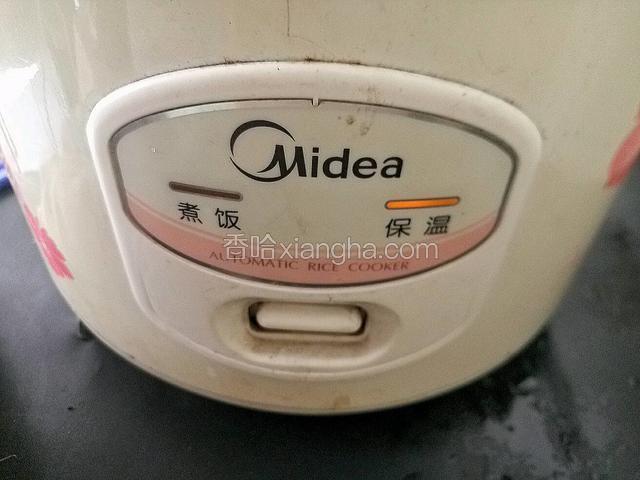 Midea
煮饭 保温
香哈xiangha.com
AUTOMATIC RICE COOKER